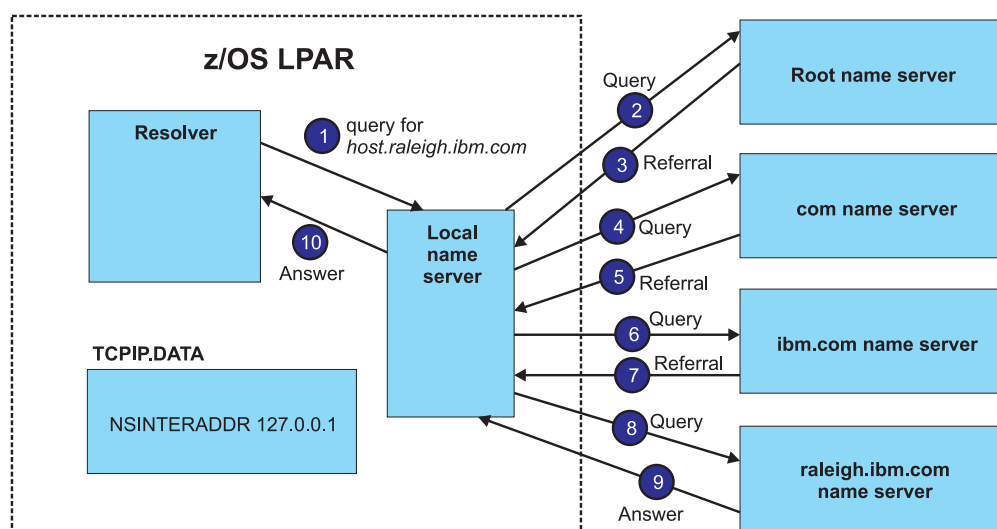 z/OS LPAR
Resolver
1
query for
host.raleigh.ibm.com
Query
2
Root name server
3
Referral
com name server
4
Query
Local
name
server
10
Answer
5
Referral
6
Query
ibm.com name server
7
Referral
TCPIP.DATA
NSINTERADDR 127.0.0.1
8
Query
raleigh.ibm.com
name server
9
Answer